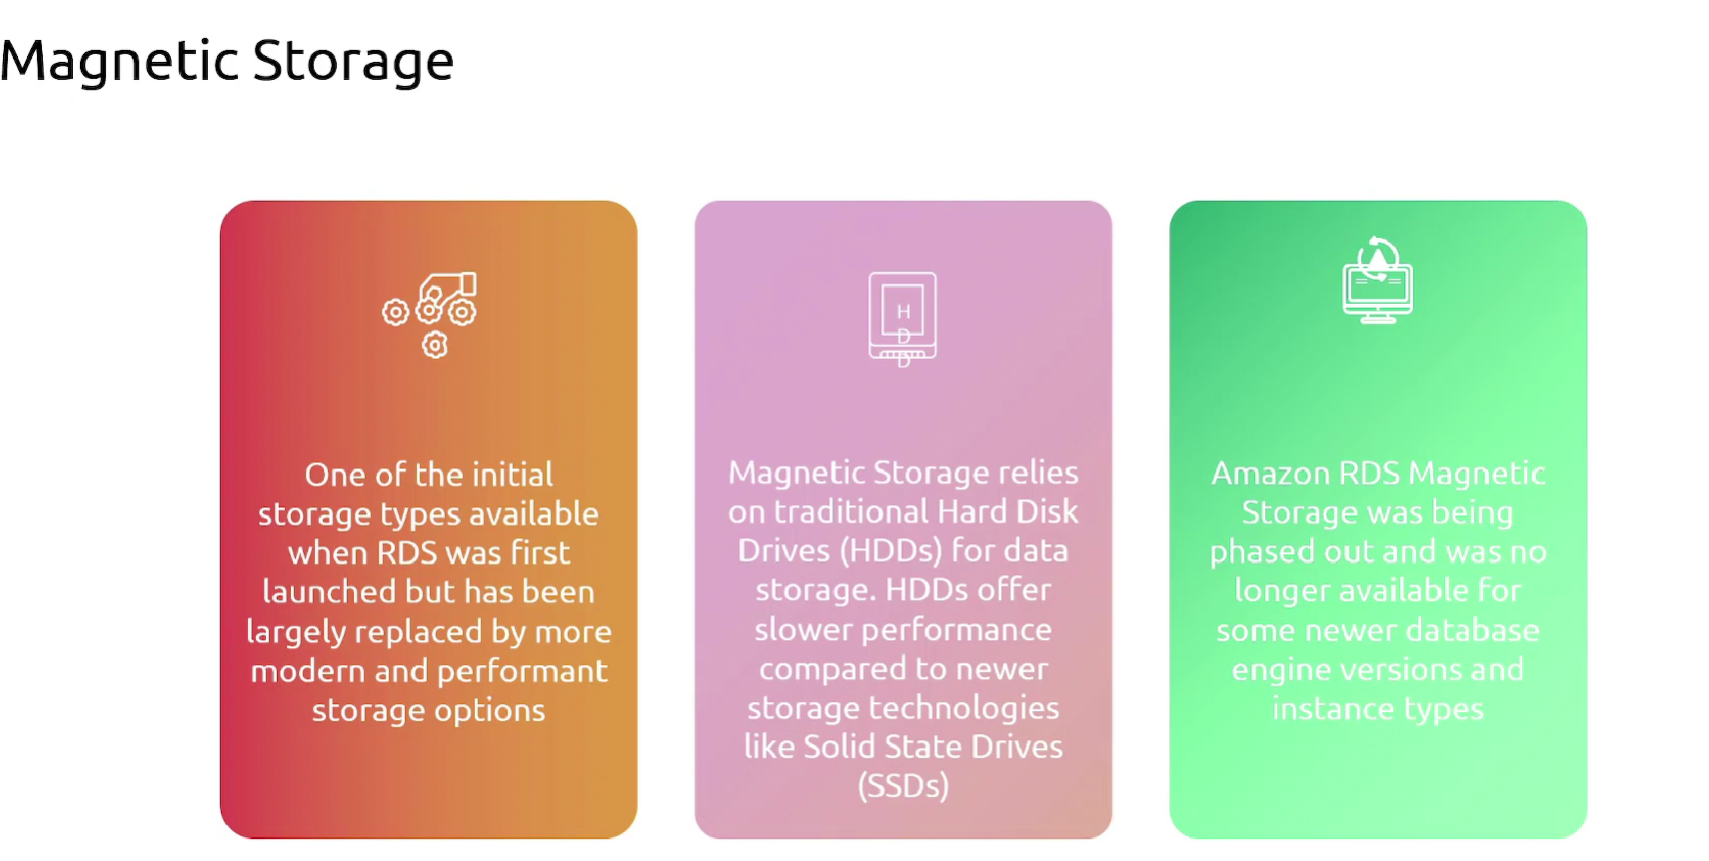 Magnetic Storage
One of the initial
storage types available
when RDS was first
launched but has been
largely replaced by more
modern and performant
storage options
H
D
D
Magnetic Storage relies
on traditional Hard Disk
Drives (HDDs) for data
storage. HDDs offer
slower performance
compared to newer
storage technologies
like Solid State Drives
(SSDs)
Amazon RDS Magnetic
Storage was being
phased out and was no
longer available for
some newer database
engine versions and
instance types